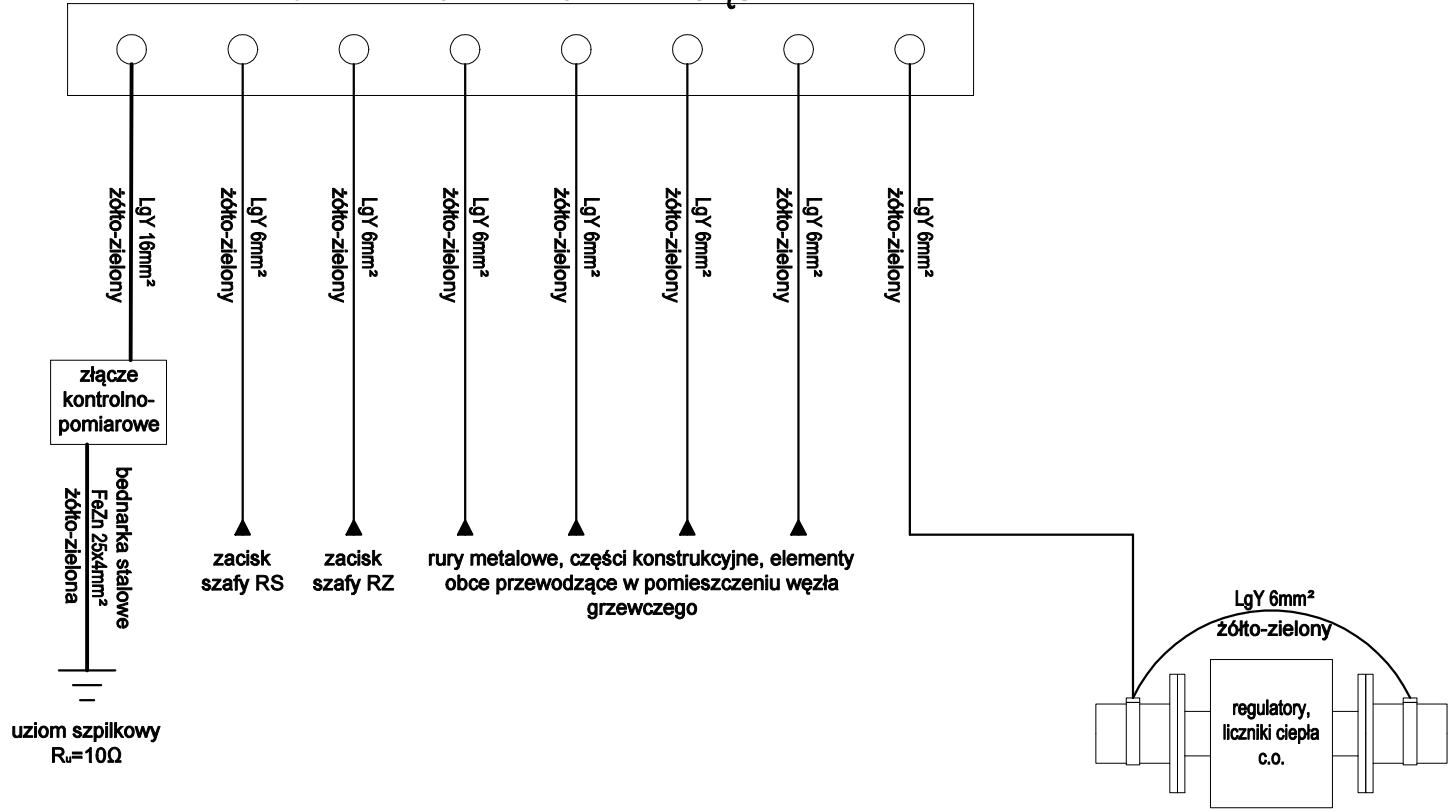 LgY 16mm²
żółto-zielony
LgY 6mm²
żółto-zielony
LgY 6mm²
żółto-zielony
LgY 6mm²
żółto-zielony
LgY 6mm²
żółto-zielony
LgY 6mm²
żółto-zielony
LgY 6mm²
żółto-zielony
LgY 6mm²
żółto-zielony
złącze
kontrolno-
pomiarowe
bednarka stalowe
FeZn 25x4mm²
żółto-zielona
uziom szpilkowy
Rᵤ=10Ω
zacisk
szafy RS
zacisk
szafy RZ
rury metalowe, części konstrukcyjne, elementy
obce przewodzące w pomieszczeniu węzła
grzewczego
LgY 6mm²
żółto-zielony
regulatory,
liczniki ciepła
c.o.